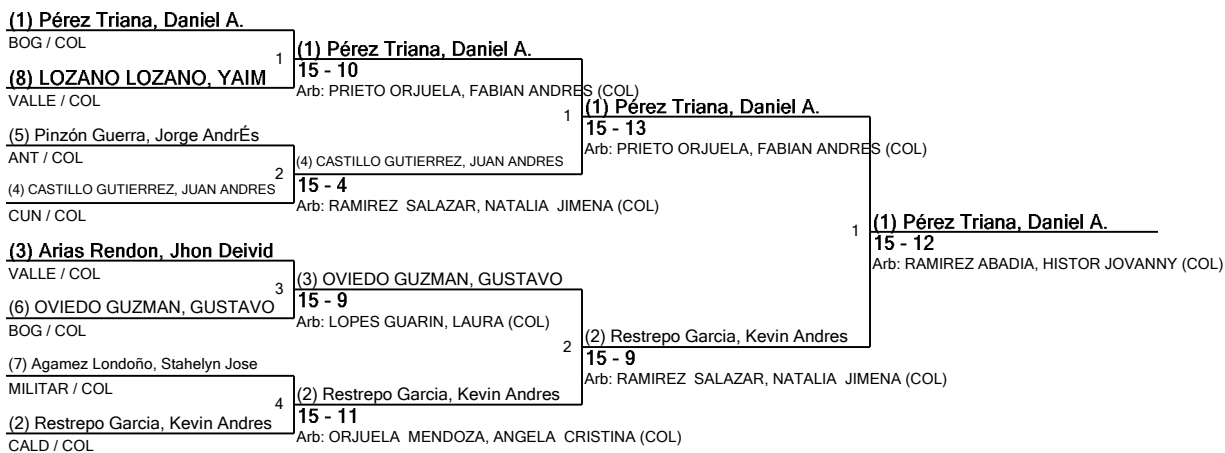 (1) Pérez Triana, Daniel A.
BOG / COL
1
(8) LOZANO LOZANO, YAIM
VALLE / COL
(5) Pinzón Guerra, Jorge AndrÉs
ANT / COL
2
(4) CASTILLO GUTIERREZ, JUAN ANDRES
CUN / COL
(3) Arias Rendon, Jhon Deivid
VALLE / COL
3
(6) OVIEDO GUZMAN, GUSTAVO
BOG / COL
(7) Agamez Londoño, Stahelyn Jose
MILITAR / COL
4
(2) Restrepo Garcia, Kevin Andres
CALD / COL
(1) Pérez Triana, Daniel A.
15 - 10
Arb: PRIETO ORJUELA, FABIAN ANDRES (COL)
1
(4) CASTILLO GUTIERREZ, JUAN ANDRES
15 - 4
Arb: RAMIREZ  SALAZAR, NATALIA  JIMENA (COL)
(3) OVIEDO GUZMAN, GUSTAVO
15 - 9
Arb: LOPES GUARIN, LAURA (COL)
2
(2) Restrepo Garcia, Kevin Andres
15 - 11
Arb: ORJUELA  MENDOZA, ANGELA  CRISTINA (COL)
(1) Pérez Triana, Daniel A.
15 - 13
Arb: PRIETO ORJUELA, FABIAN ANDRES (COL)
1
(2) Restrepo Garcia, Kevin Andres
15 - 9
Arb: RAMIREZ  SALAZAR, NATALIA  JIMENA (COL)
(1) Pérez Triana, Daniel A.
15 - 12
Arb: RAMIREZ ABADIA, HISTOR JOVANNY (COL)